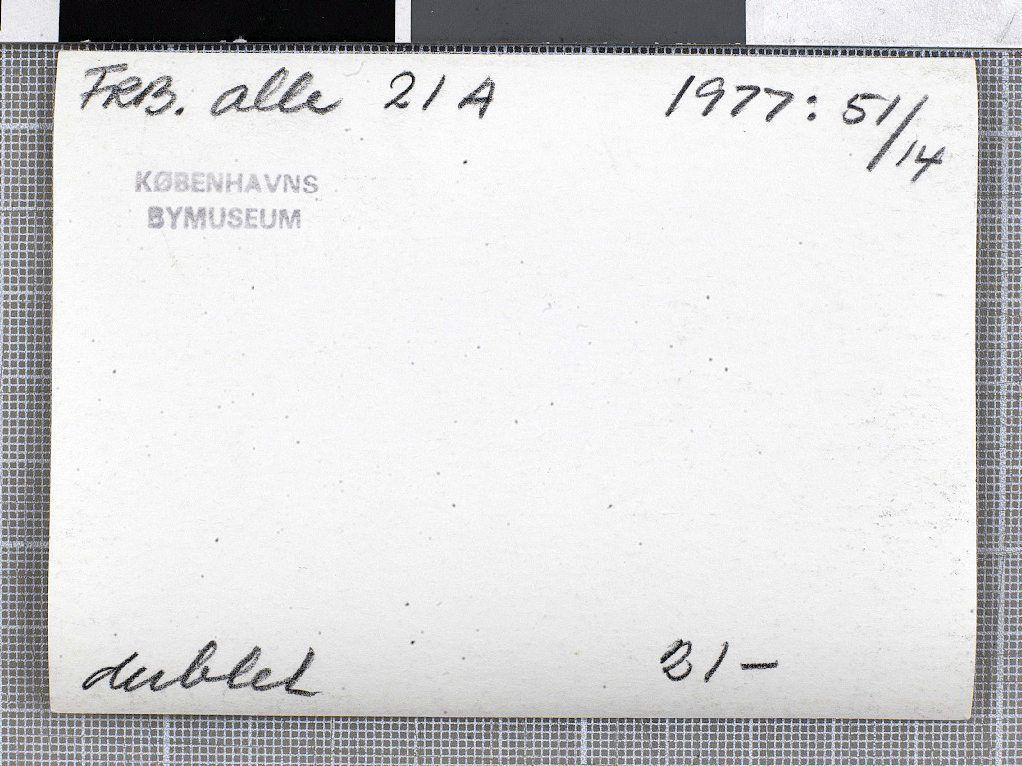 FRB. alle 21 A 1977: 51/14
KØBENHAVNS
BYMUSEUM
dublet 31-